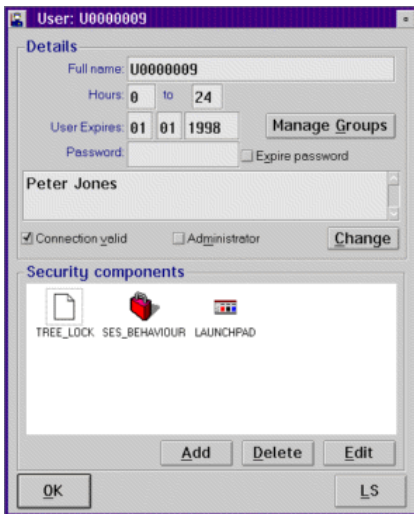 User: U0000009
Details
Full name: U0000009
Hours: 0 to 24
User Expires: 01 01 1998 Manage Groups
Password: Expire password
Peter Jones
Connection valid Administrator Change
Security components
TREE_LOCK SES_BEHAVIOUR LAUNCHPAD
Add Delete Edit
OK LS